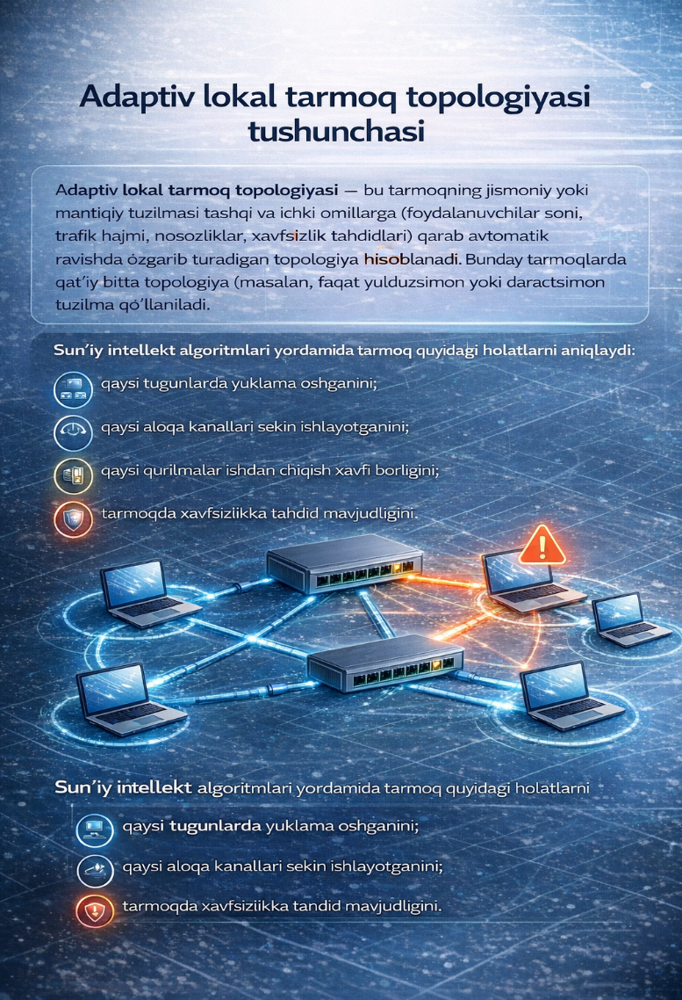 Adaptiv lokal tarmoq topologiyasi
tushunchasi
Adaptiv lokal tarmoq topologiyasi — bu tarmoqning jismoniy yoki
mantiqiy tuzilmasi tashqi va ichki omillarga (foydalanuvchilar soni,
trafik hajmi, nosozliklar, xavfsizlik tahdidlari) qarab avtomatik
ravishda ózgarib turadigan topologiya hisoblanadi. Bunday tarmoqlarda
qat’iy bitta topologiya (masalan, faqat yulduzsimon yoki daractsimon
tuzilma qó’llaniladi.
Sun’iy intellekt algoritmlari yordamida tarmoq quyidagi holatlarni aniqlaydi:
qaysi tugunlarda yuklama oshganini;
qaysi aloqa kanallari sekin ishlayotganini;
qaysi qurilmalar ishdan chiqish xavfi borligini;
tarmoqda xavfsizlikka tahdid mavjudligini.
Sun’iy intellekt algoritmlari yordamida tarmoq quyidagi holatlarni
qaysi tugunlarda yuklama oshganini;
qaysi aloqa kanallari sekin ishlayotganini;
tarmoqda xavfsiziikka tandid mavjudligini.